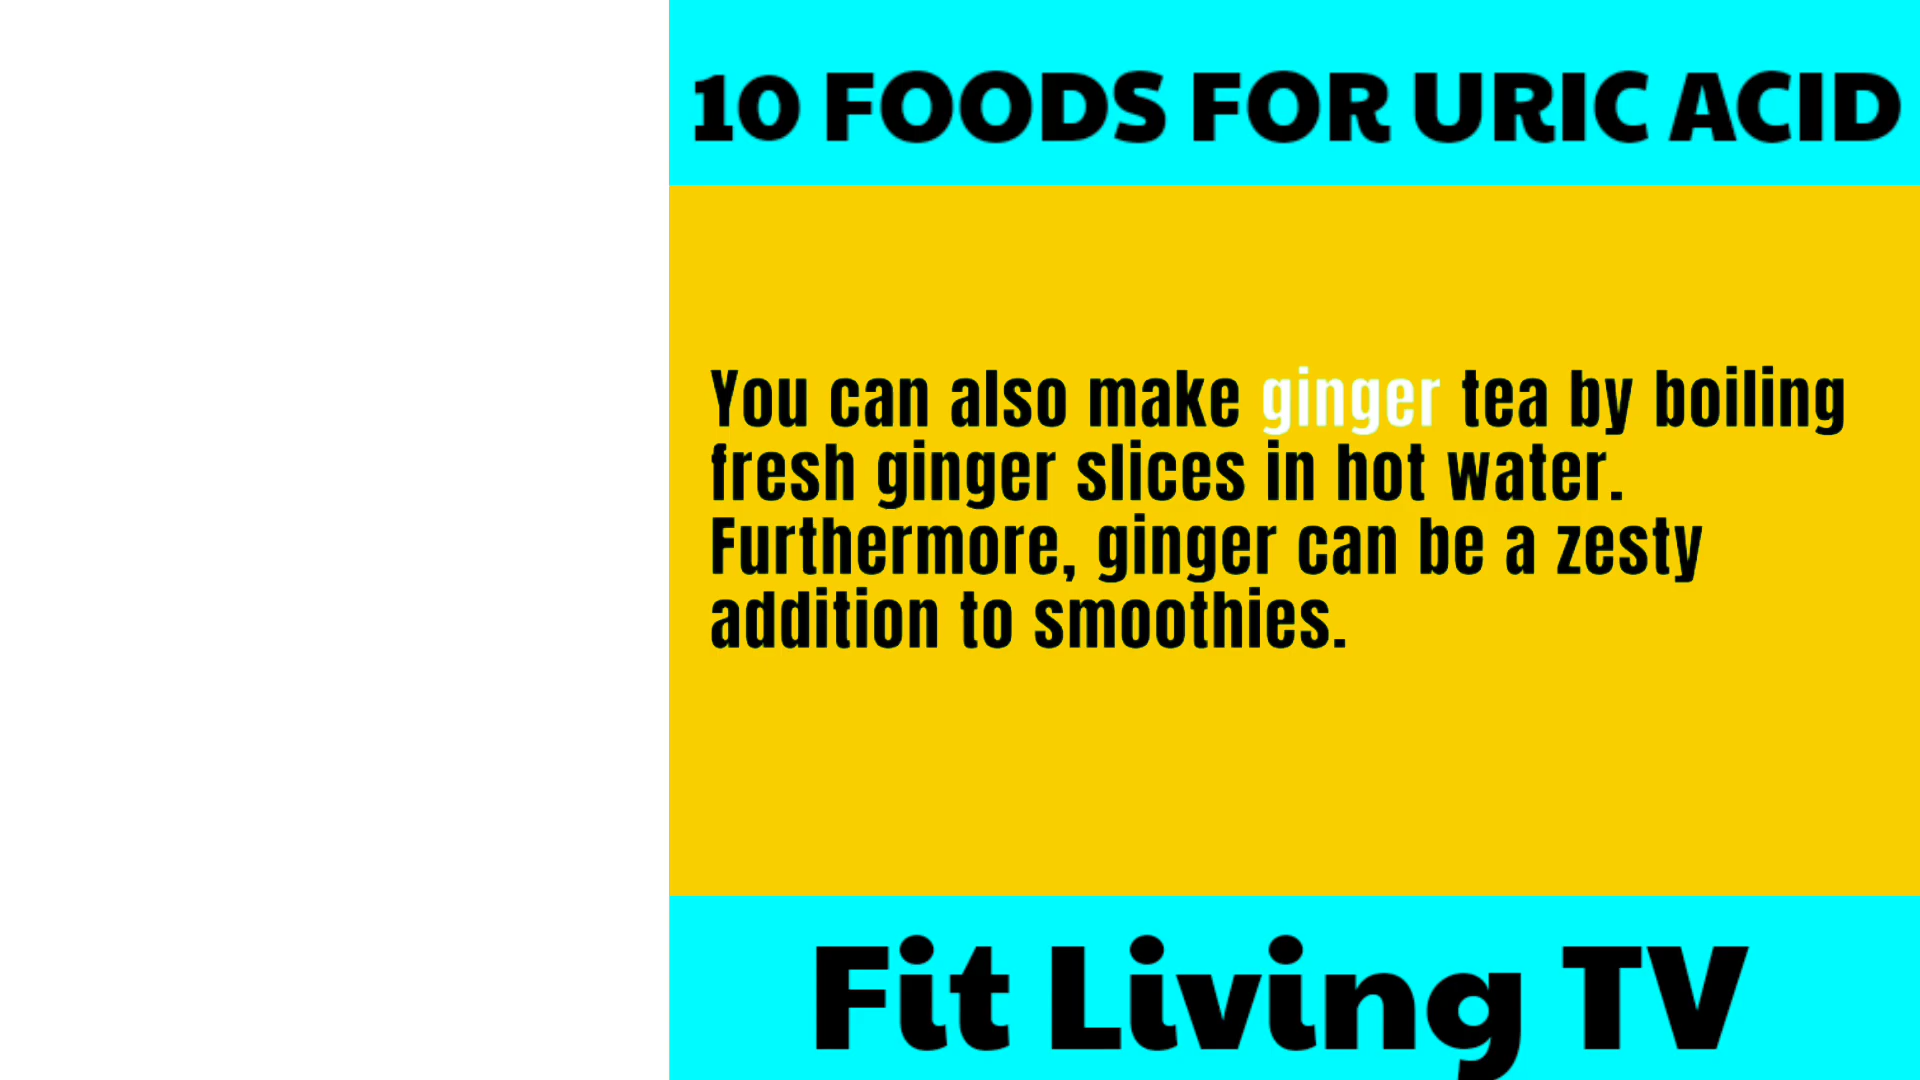 10 FOODS FOR URIC ACID
You can also make ginger tea by boiling
fresh ginger slices in hot water.
Furthermore, ginger can be a zesty
addition to smoothies.
Fit Living TV